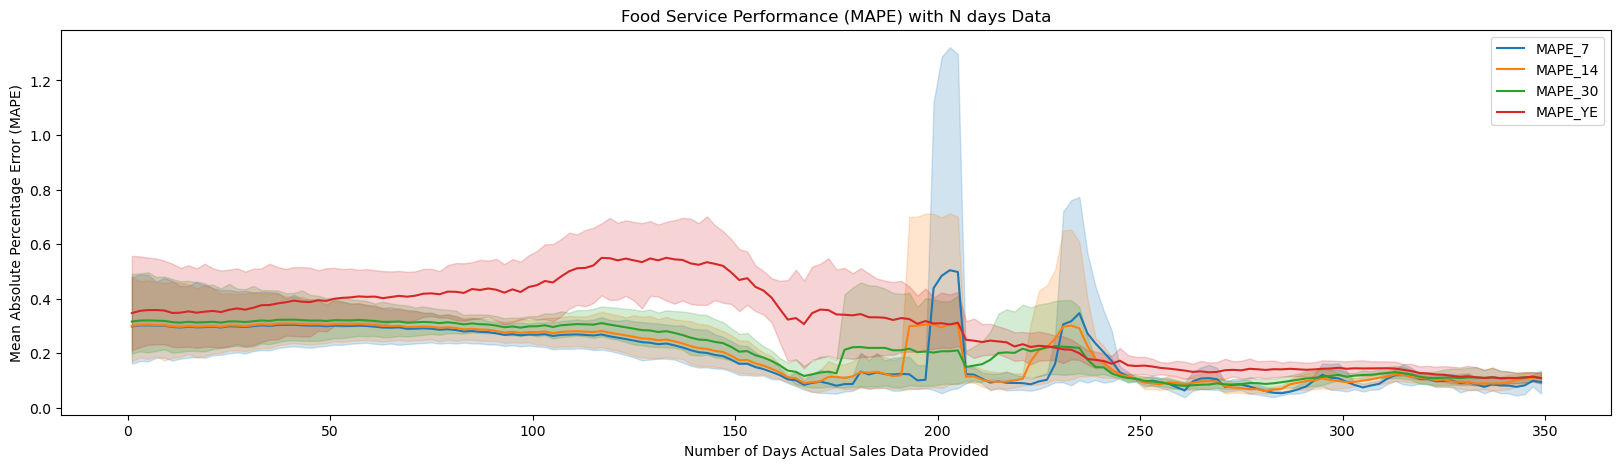 Food Service Performance (MAPE) with N days Data
Mean Absolute Percentage Error (MAPE)
1.2
1.0
0.8
0.6
0.4
0.2
0.0
MAPE_7
MAPE_14
MAPE_30
MAPE_YE
0 50 100 150 200 250 300 350
Number of Days Actual Sales Data Provided